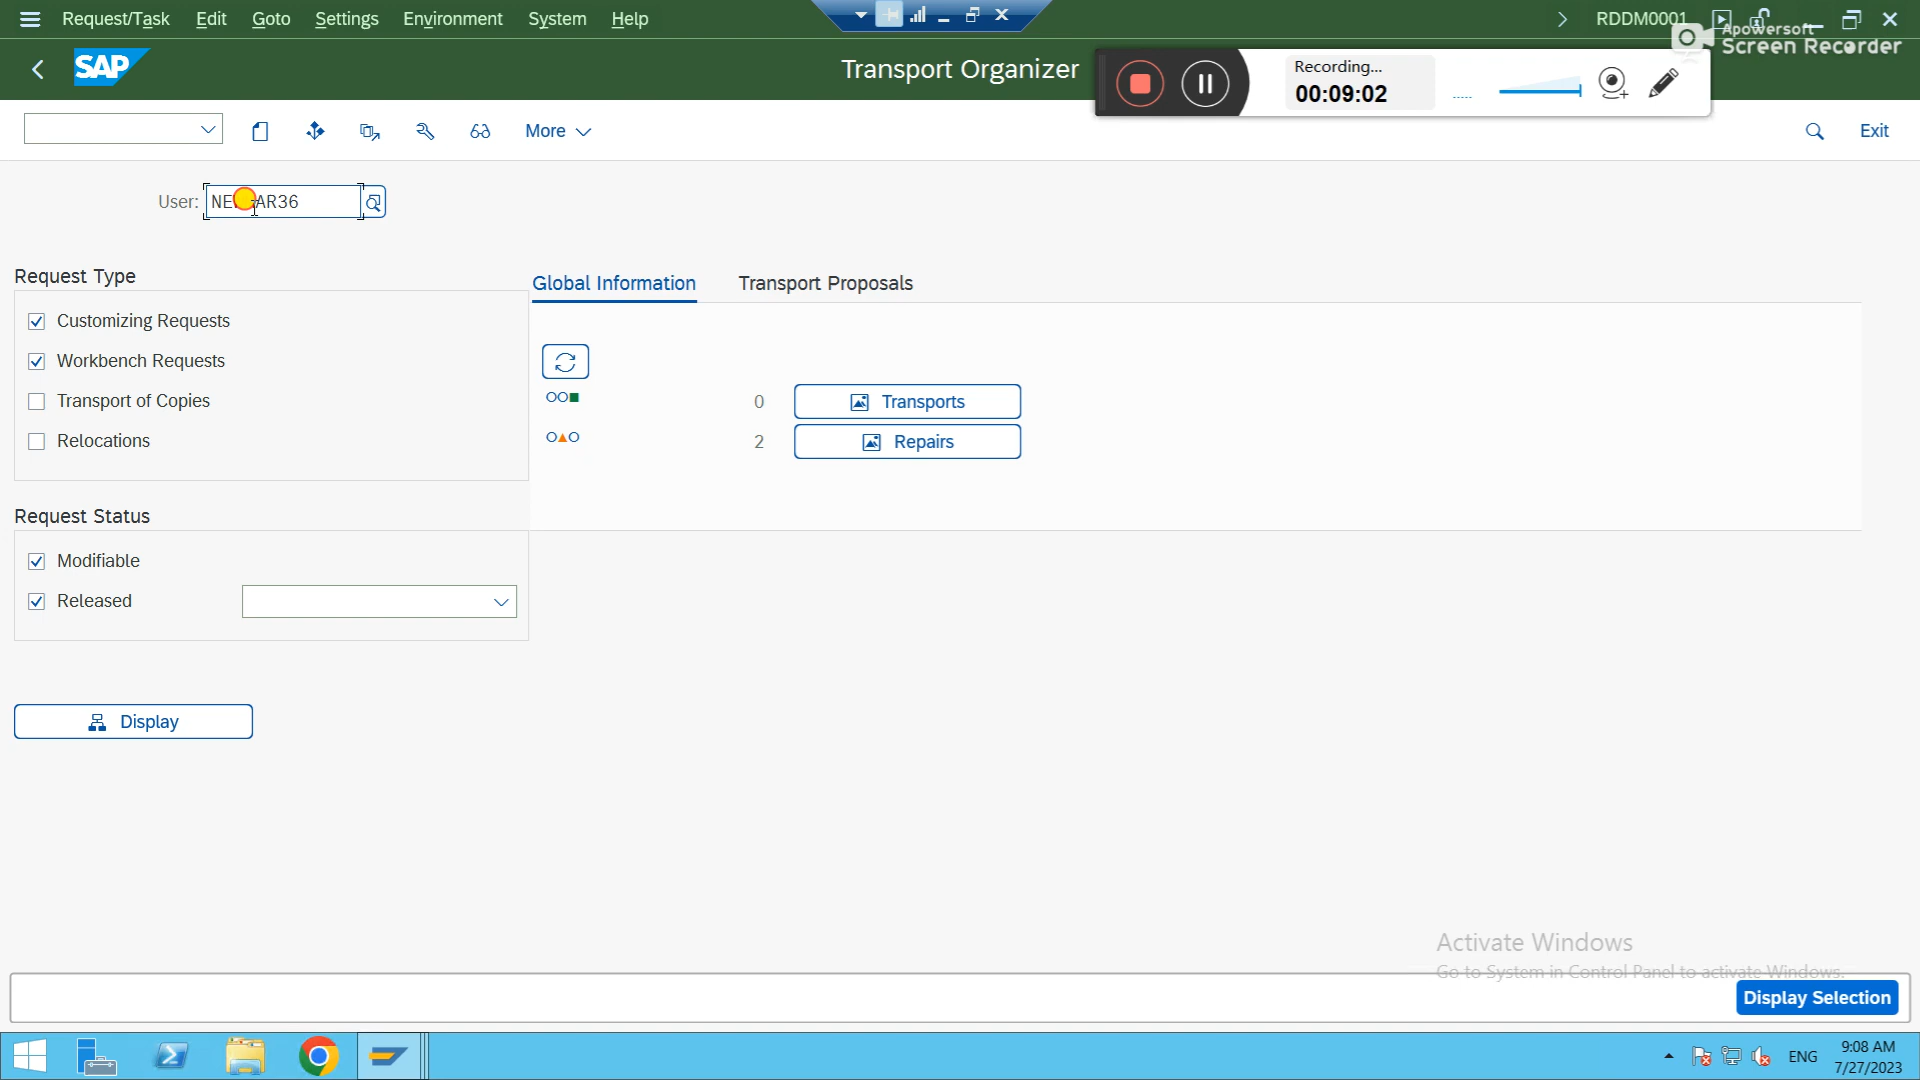 Request/Task Edit Goto Settings Environment System Help RDDM0001
Apowersoft
Screen Recorder
SAP Transport Organizer
Recording...
00:09:02
More Exit
User: AR36
Request Type
Customizing Requests
Workbench Requests
Transport of Copies
Relocations
Global Information Transport Proposals
0 Transports
2 Repairs
Request Status
Modifiable
Released
Display
Activate Windows
Go to System in Control Panel to activate Windows.
Display Selection
ENG
9:08 AM
7/27/2023